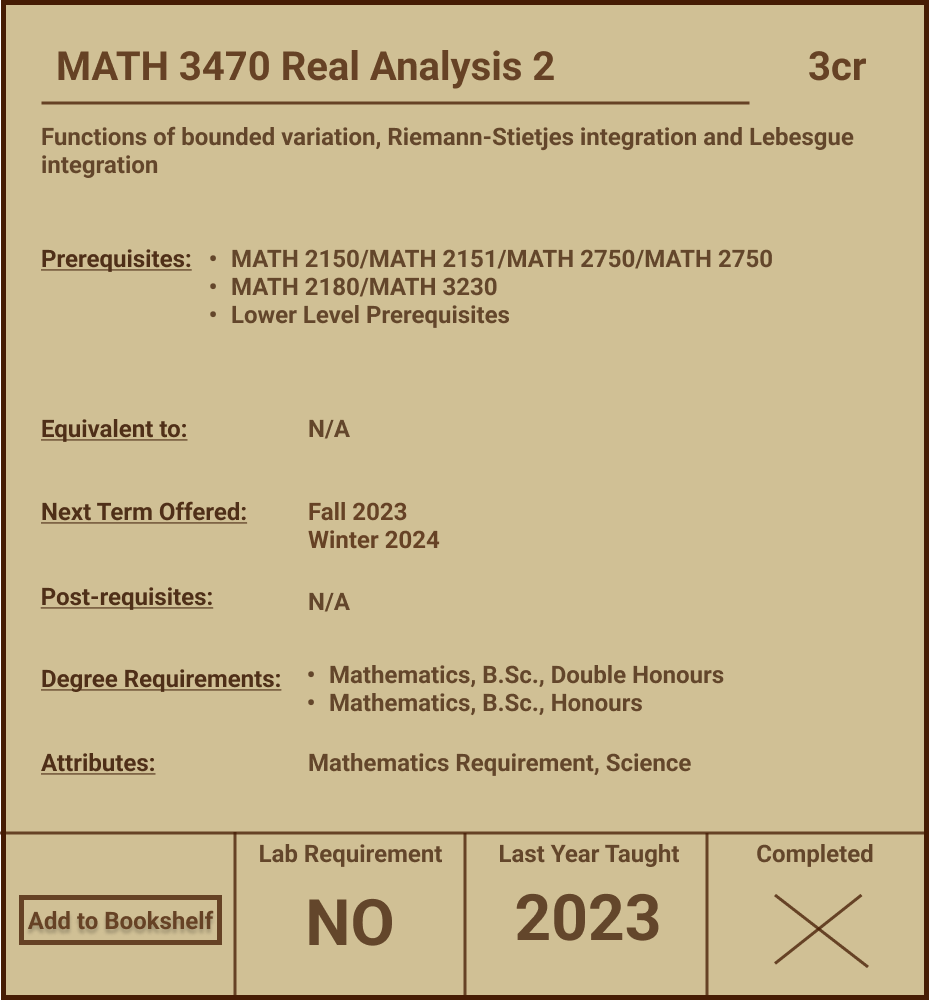 MATH 3470 Real Analysis 2 3cr
Functions of bounded variation, Riemann-Stietjes integration and Lebesgue
integration
Prerequisites: • MATH 2150/MATH 2151/MATH 2750/MATH 2750
• MATH 2180/MATH 3230
• Lower Level Prerequisites
Equivalent to: N/A
Next Term Offered: Fall 2023
Winter 2024
Post-requisites: N/A
Degree Requirements: • Mathematics, B.Sc., Double Honours
• Mathematics, B.Sc., Honours
Attributes: Mathematics Requirement, Science
Add to Bookshelf
Lab Requirement
NO
Last Year Taught
2023
Completed